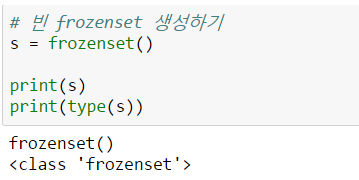 # 빈 frozenset 생성하기
s = frozenset()
print(s)
print(type(s))
frozenset()
<class 'frozenset'>